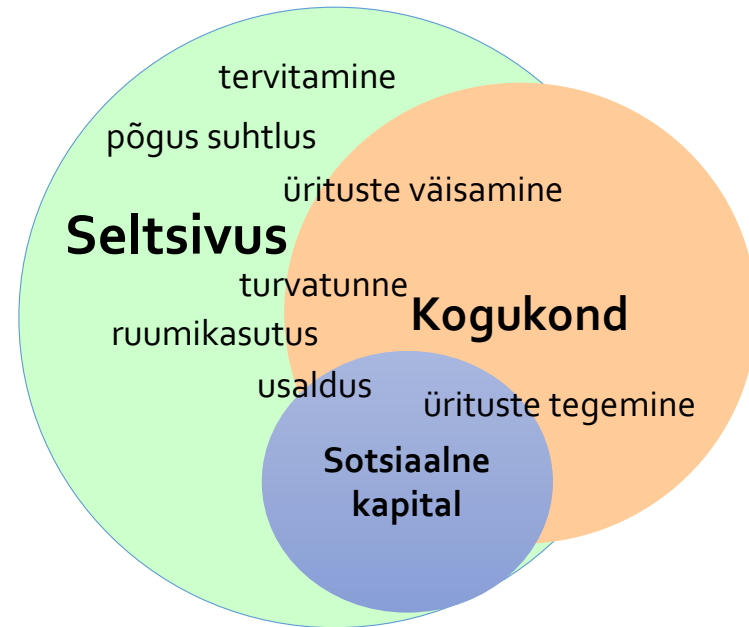 tervitamine
põgus suhtlus
ürituste väisamine
Seltsivus
turvatunne
Kogukond
ruumikasutus
usaldus
ürituste tegemine
Sotsiaalne
kapital